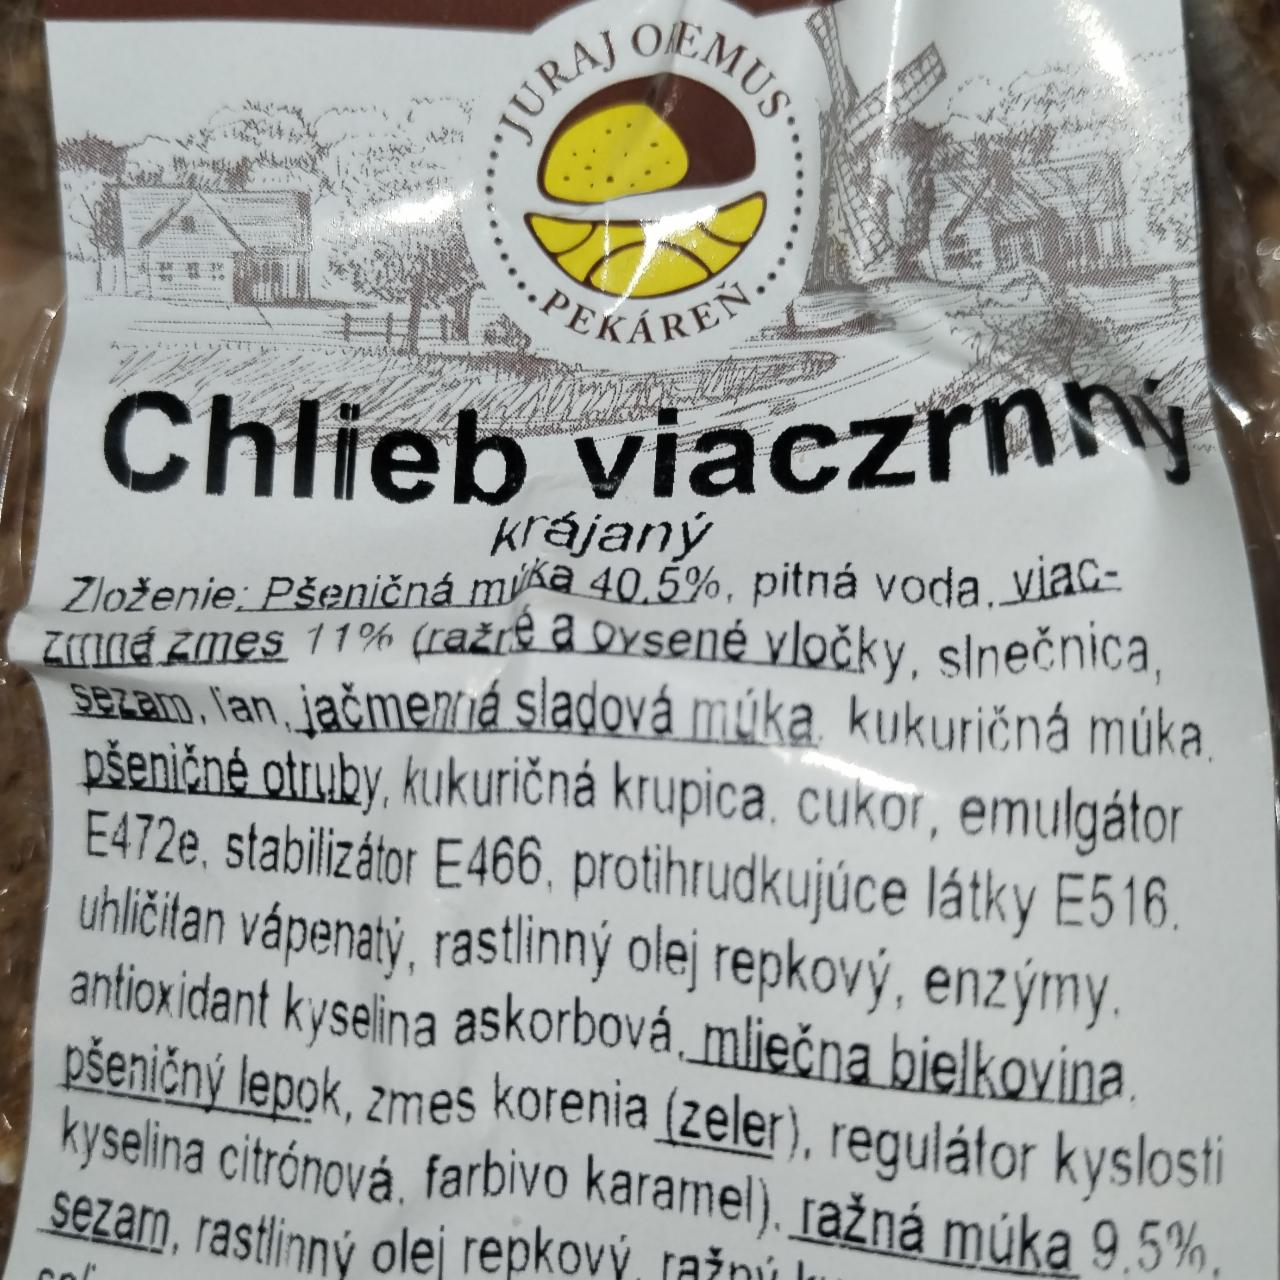 JURAJ OREMUS
PEKÁREŇ
Chlieb viaczrnný
krájaný
Zloženie: Pšeničná múka 40,5%, pitná voda, viac-
zrnná zmes 11% (ražné a ovsené vločky, slnečnica,
sezam, ľan, jačmenná sladová múka, kukuričná múka,
pšeničné otruby, kukuričná krupica, cukor, emulgátor
E472e, stabilizátor E466, protihrudkujúce látky E516,
uhličitan vápenatý, rastlinný olej repkový, enzýmy,
antioxidant kyselina askorbová, mliečna bielkovina,
pšeničný lepok, zmes korenia (zeler), regulátor kyslosti
kyselina citrónová, farbivo karamel), ražná múka 9,5%,
sezam, rastlinný olej repkový, ražný